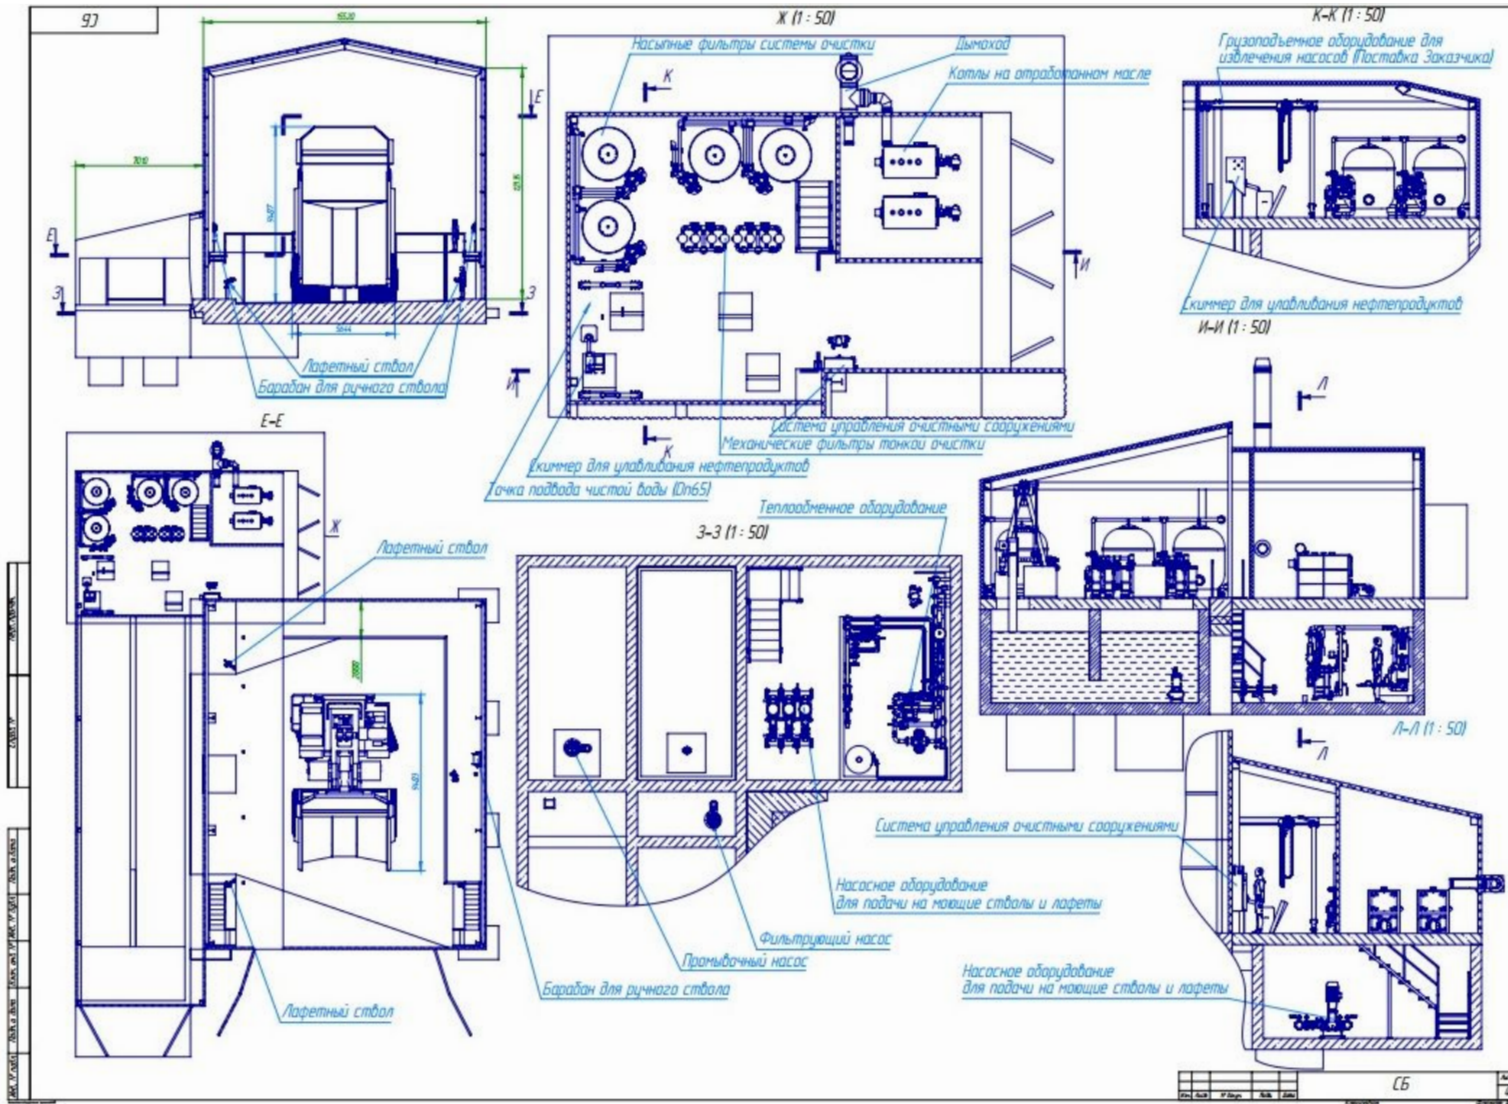 СБ
Ж (1 : 50)
К-К (1 : 50)
Насыпные фильтры системы очистки
Дымоход
Котлы на отработанном масле
Грузоподъемное оборудование для
извлечения насосов (Поставка Заказчика)
К
Е
7010
Е
З
З
5644
И
И
Лафетный ствол
Барабан для ручного ствола
Скиммер для улавливания нефтепродуктов
И-И (1 : 50)
Л
Е-Е
Система управления очистными сооружениями
Механические фильтры тонкой очистки
К
Скиммер для улавливания нефтепродуктов
Точка подвода чистой воды (Dn65)
Теплообменное оборудование
З-З (1 : 50)
Ж
Лафетный ствол
Л
Л-Л (1 : 50)
Система управления очистными сооружениями
Насосное оборудование
для подачи на моющие стволы и лафеты
Фильтрующий насос
Промывочный насос
Барабан для ручного ствола
Насосное оборудование
для подачи на моющие стволы и лафеты
Лафетный ствол
СБ